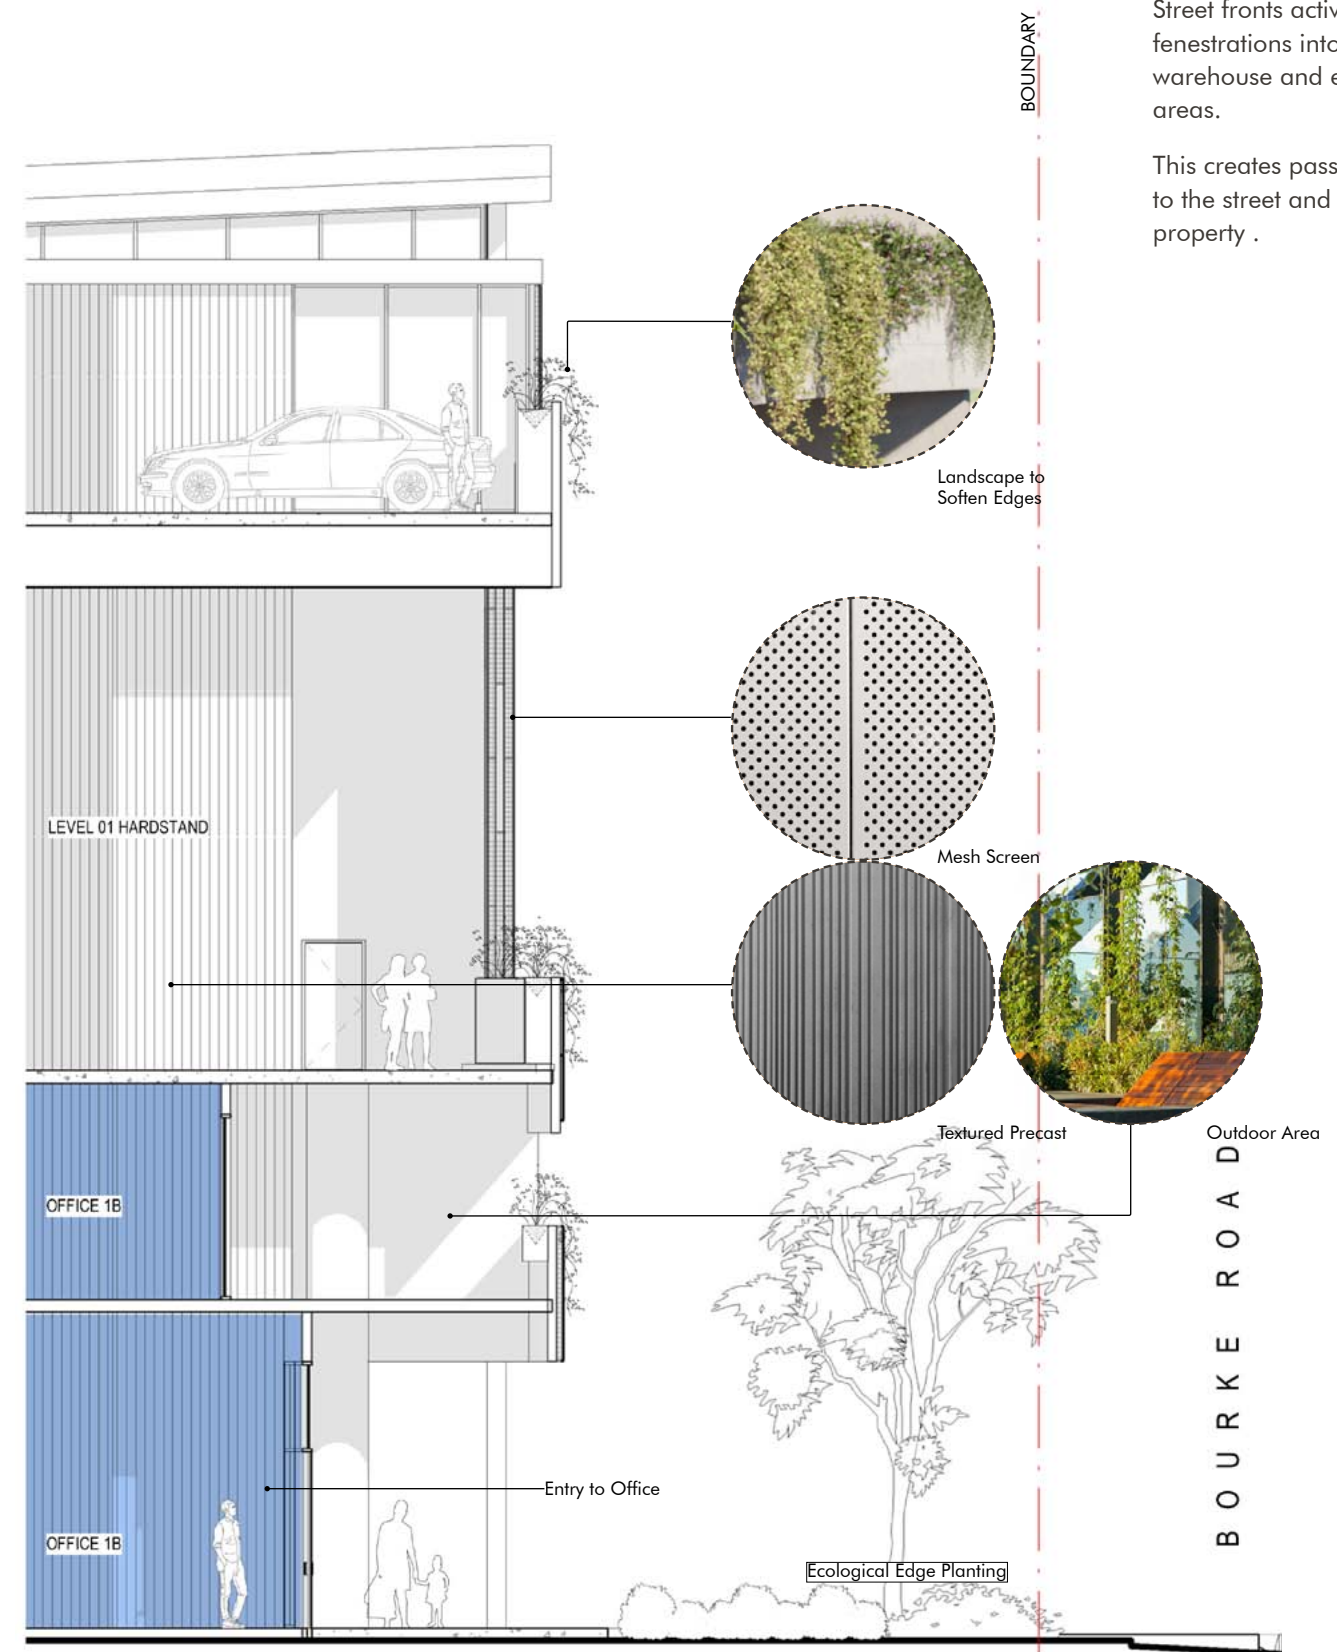 Street fronts activ
fenestrations into
warehouse and e
areas.
This creates pass
to the street and
property .
BOUNDARY
Landscape to
Soften Edges
LEVEL 01 HARDSTAND
Mesh Screen
Textured Precast
Outdoor Area
OFFICE 1B
BOURKE ROAD
Entry to Office
OFFICE 1B
Ecological Edge Planting